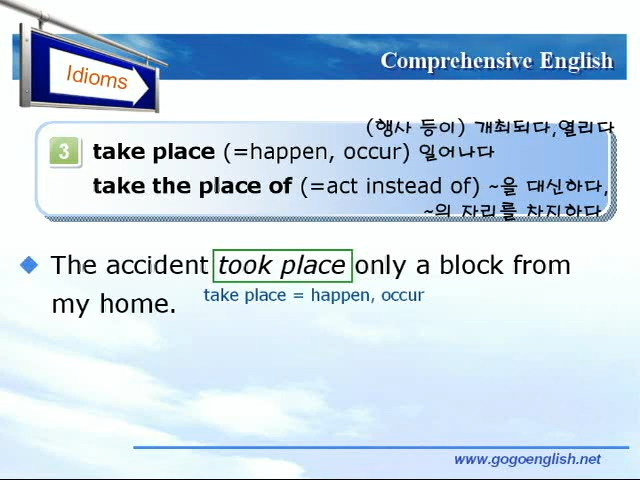 Idioms
Comprehensive English
(행사 등이) 개최되다,열리다
3 take place (=happen, occur) 일어나다
take the place of (=act instead of) ~을 대신하다,
~의 자리를 차지하다
The accident took place only a block from
take place = happen, occur
my home.
www.gogoenglish.net